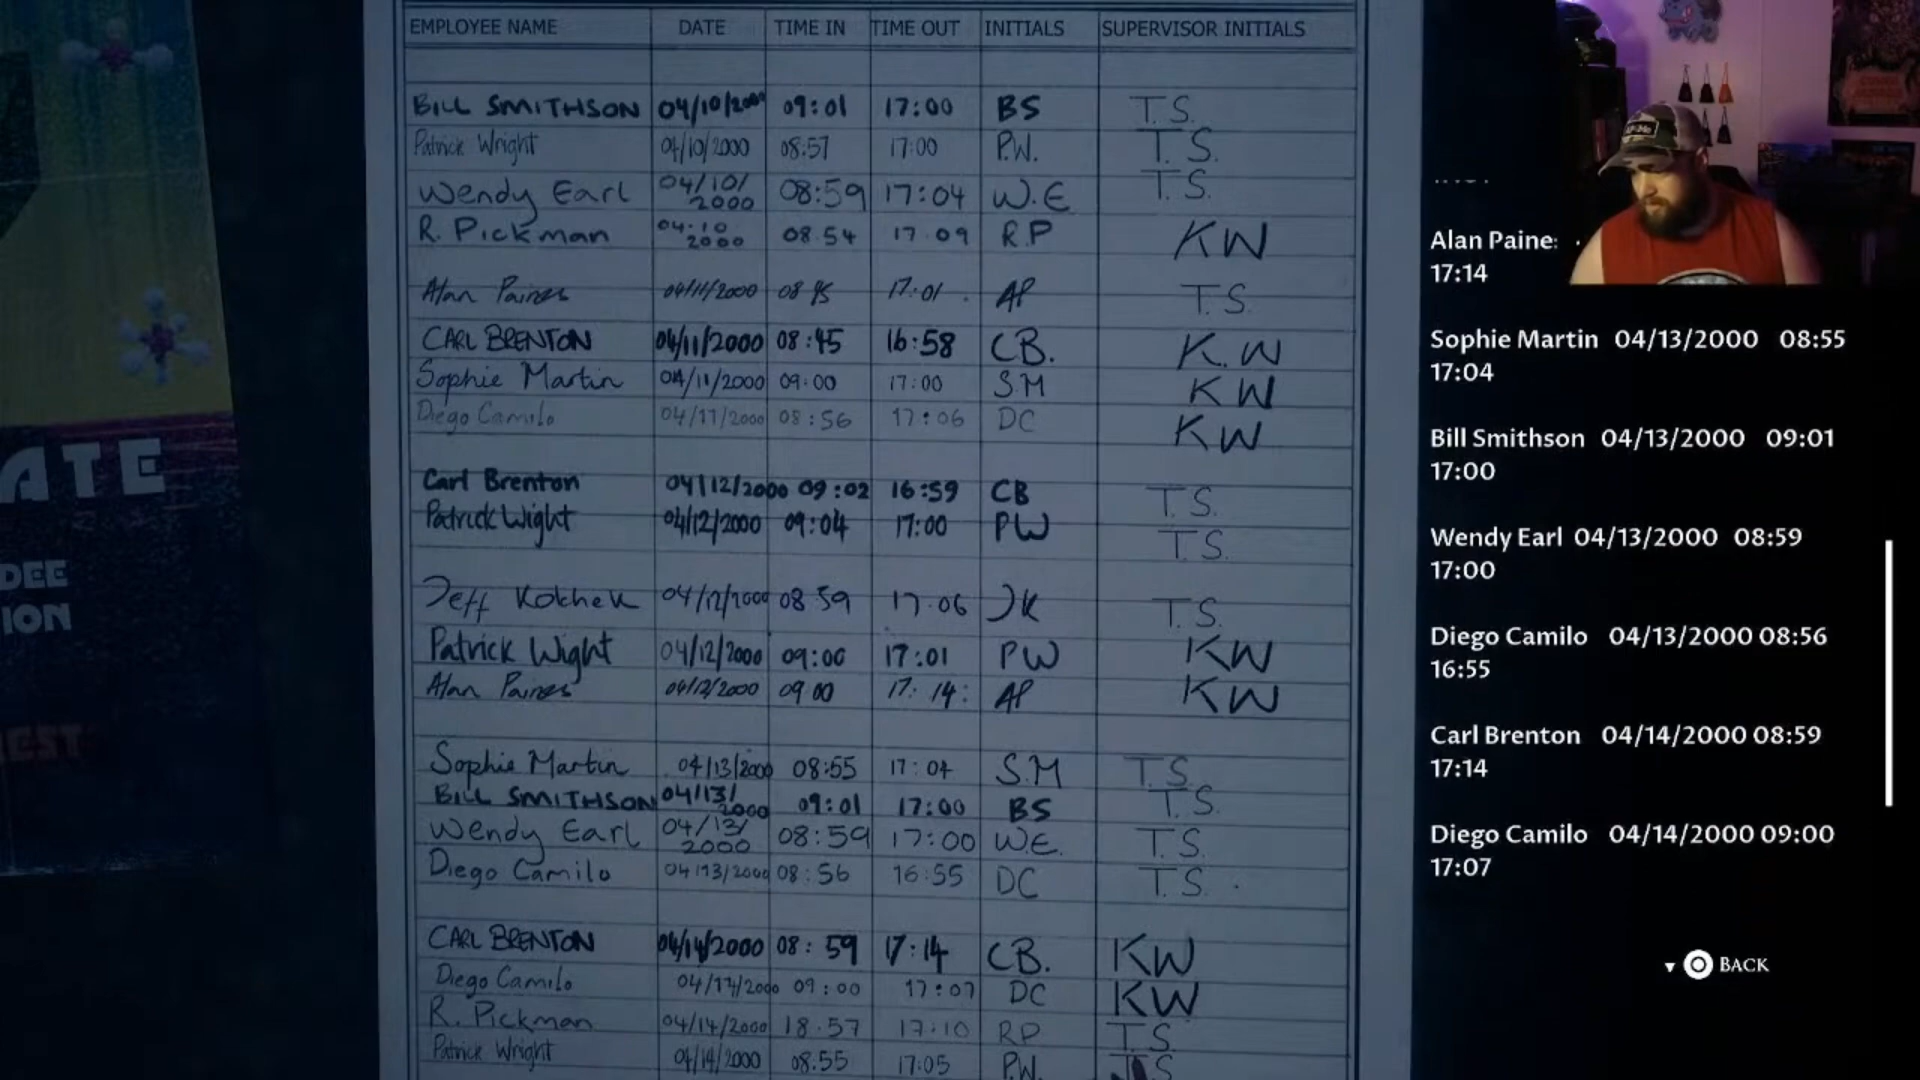 EMPLOYEE NAME DATE TIME IN TIME OUT INITIALS SUPERVISOR INITIALS
BILL SMITHSON 04/10/2000 09:01 17:00 BS T.S.
Patrick Wright 04/10/2000 08:57 17:00 P.W. T.S.
Wendy Earl 04/10/2000 08:59 17:04 W.E T.S.
R. Pickman 04.10 2000 08.54 17.09 R.P KW
Alan Paines 04/11/2000 08 45 17.01 AP T.S.
CARL BRENTON 04/11/2000 08:45 16:58 CB. K.W
Sophie Martin 04/11/2000 09:00 17:00 S.M KW
Diego Camilo 04/11/2000 08:56 17:06 DC KW
Carl Brenton 04/12/2000 09:02 16:59 CB T.S.
Patrick Wight 04/12/2000 09:04 17:00 PW T.S.
Jeff Kolchek 04/12/2000 08 59 17.06 JK T.S.
Patrick Wight 04/12/2000 09:00 17:01 PW KW
Alan Paines 04/12/2000 09 00 17.14: AP KW
Sophie Martin 04/13/2000 08:55 17:04 S.M T.S.
BILL SMITHSON 04/13/2000 09:01 17:00 BS T.S.
Wendy Earl 04/13/2000 08:59 17:00 W.E. T.S.
Diego Camilo 04/13/2000 08:56 16:55 DC T.S.
CARL BRENTON 04/14/2000 08:59 17:14 CB. KW
Diego Camilo 04/14/2000 09:00 17:07 DC KW
R. Pickman 04/14/2000 18.57 17:10 RP T.S.
Patrick Wright 04/14/2000 08:55 17:05 P.W. T.S
ATE
DEE
ION
EST
Alan Paine:
17:14
Sophie Martin 04/13/2000 08:55
17:04
Bill Smithson 04/13/2000 09:01
17:00
Wendy Earl 04/13/2000 08:59
17:00
Diego Camilo 04/13/2000 08:56
16:55
Carl Brenton 04/14/2000 08:59
17:14
Diego Camilo 04/14/2000 09:00
17:07
BACK